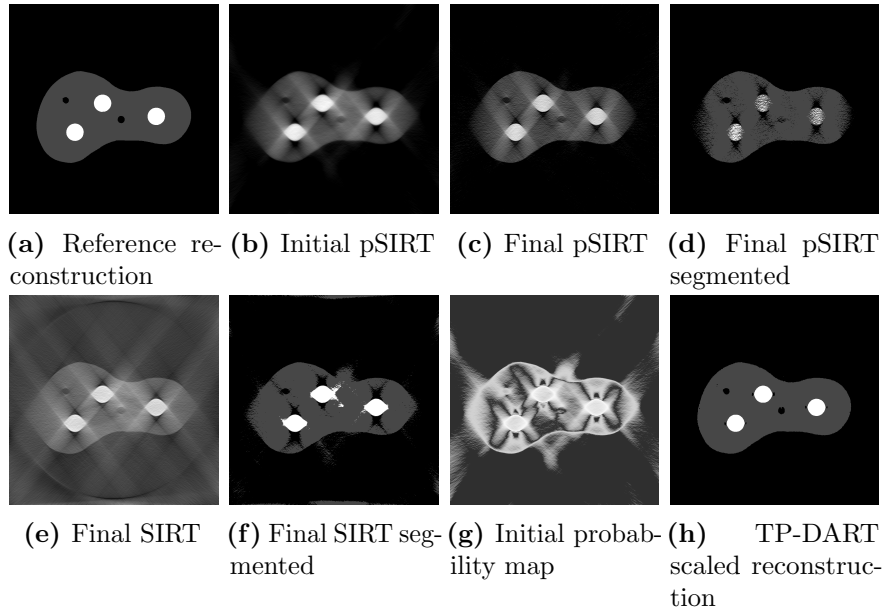 (a) Reference re-
construction
(b) Initial pSIRT
(c) Final pSIRT
(d) Final pSIRT
segmented
(e) Final SIRT
(f) Final SIRT seg-
mented
(g) Initial probab-
ility map
(h) TP-DART
scaled reconstruc-
tion